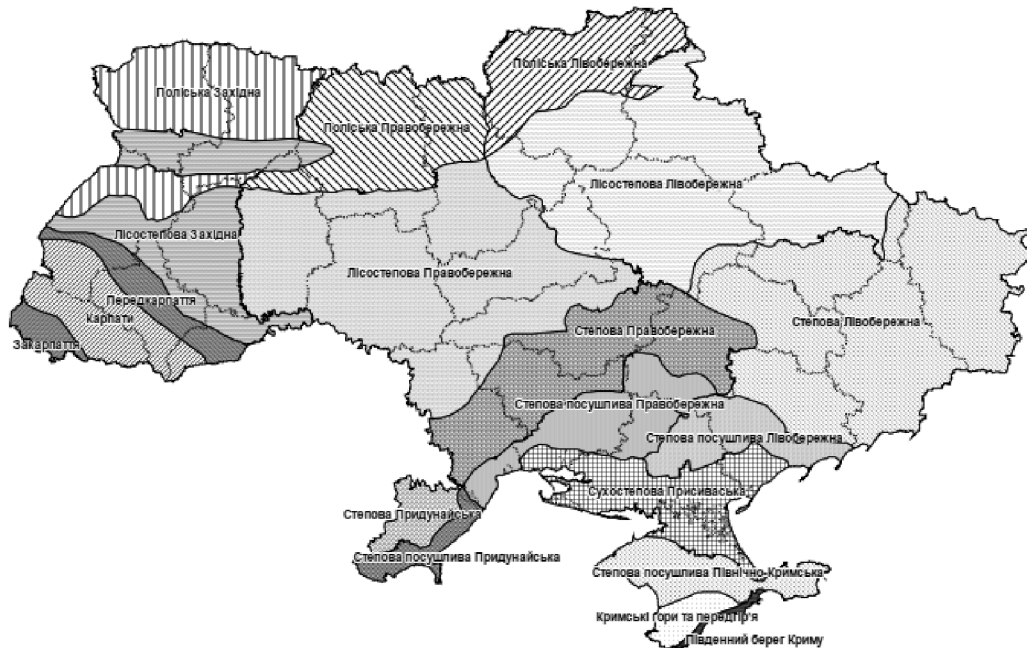 Поліська Лівобережна
Поліська Західна
Поліська Правобережна
Лісостепова Лівобережна
Лісостепова Західна
Лісостепова Правобережна
Передкарпаття
Карпати
Степова Лівобережна
Степова Правобережна
Закарпаття
Степова посушлива Правобережна
Степова посушлива Лівобережна
Сухостепова Присиваська
Степова Придунайська
Степова посушлива Придунайська
Степова посушлива Північно-Кримська
Кримські гори та передгір'я
Південний берег Криму